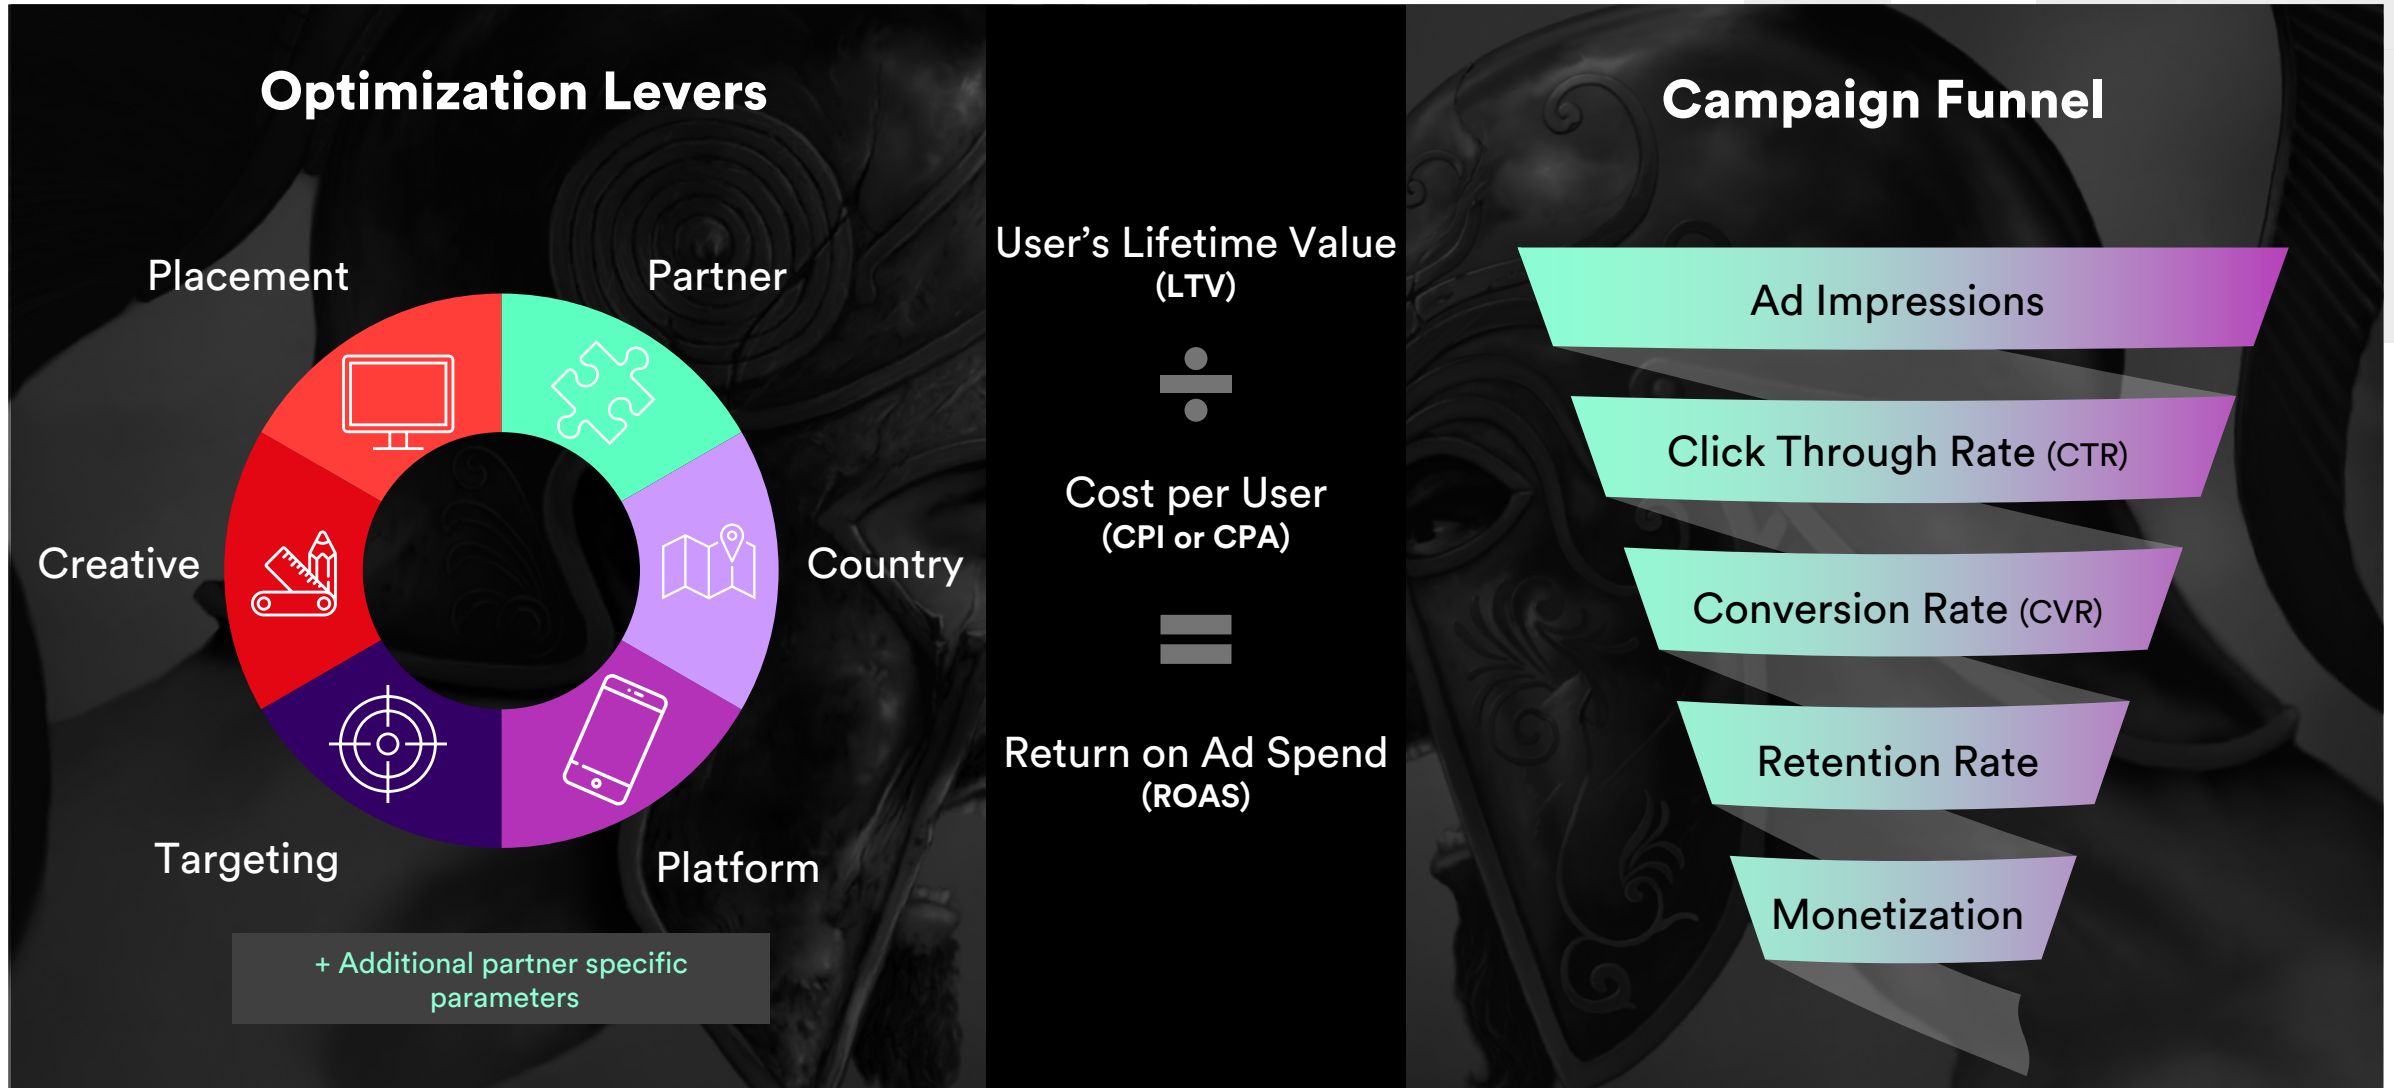 Optimization Levers
Placement
Partner
Creative
Country
Targeting
Platform
+ Additional partner specific
parameters
User’s Lifetime Value
(LTV)
÷
Cost per User
(CPI or CPA)
=
Return on Ad Spend
(ROAS)
Campaign Funnel
Ad Impressions
Click Through Rate (CTR)
Conversion Rate (CVR)
Retention Rate
Monetization